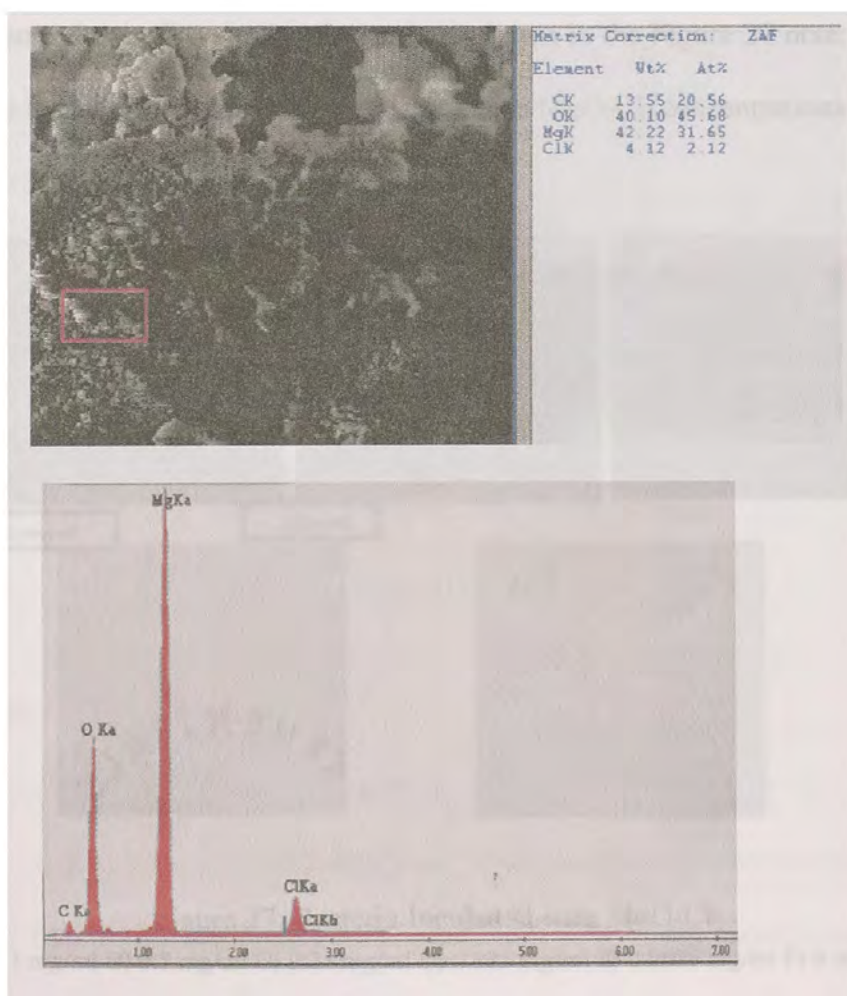 Matrix Correction ZAF
Element Wt% At%
CK 13.55 20.56
OK 40.10 45.68
MgK 42.22 31.65
ClK 4.12 2.12
MgKa
O Ka
C Ka
ClKa
ClKb
1.00 2.00 3.00 4.00 5.00 6.00 7.00